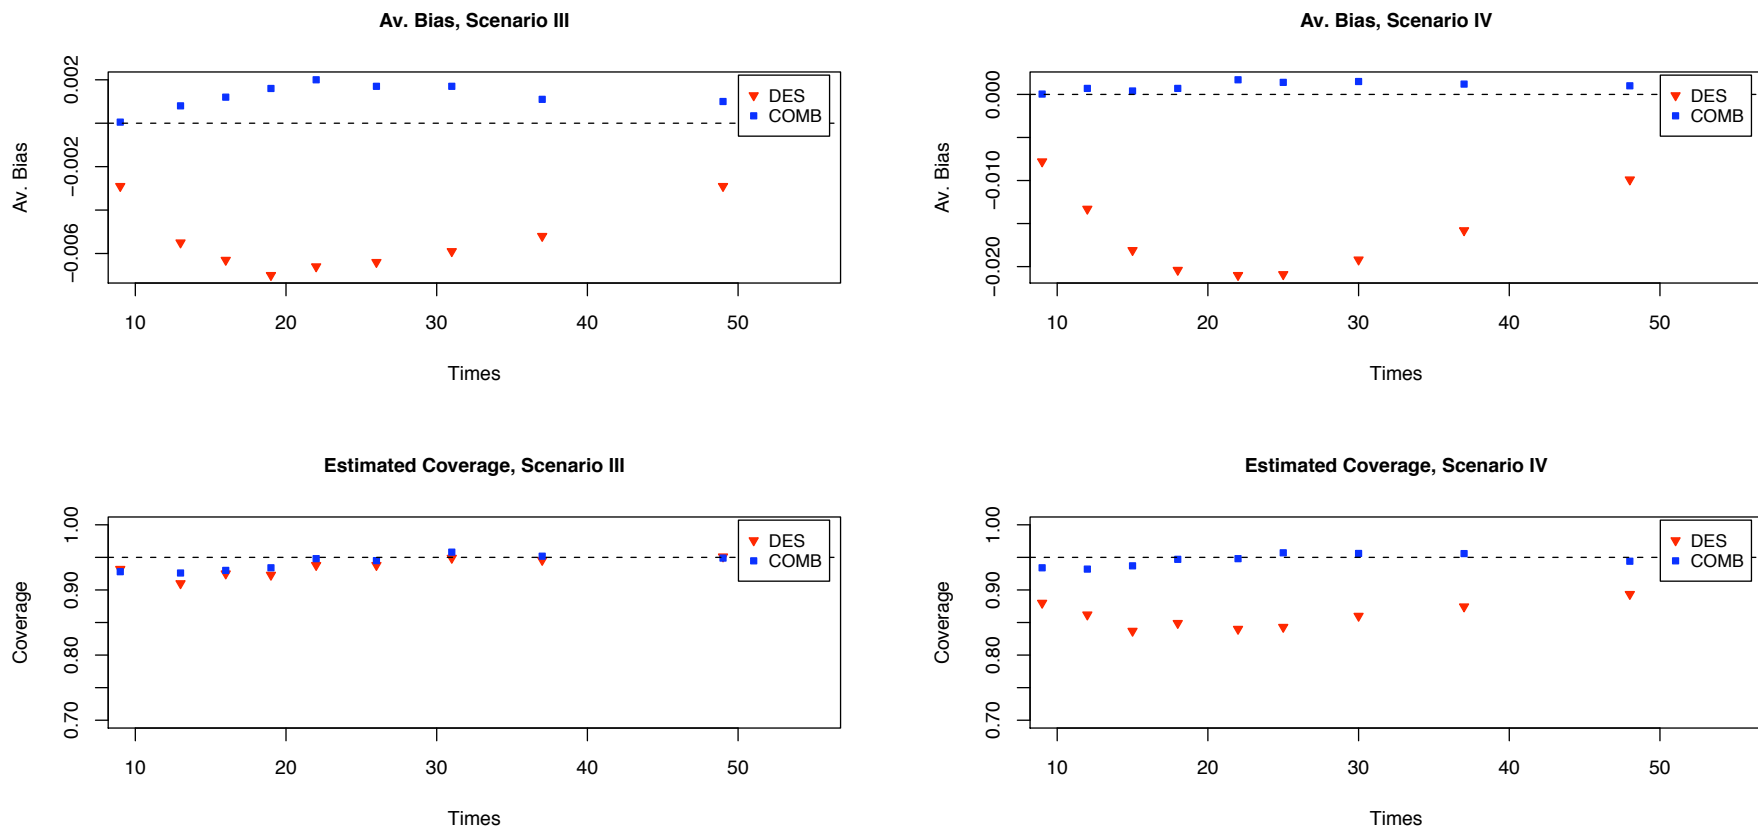 Av. Bias, Scenario III
Av. Bias
0.002
−0.002
−0.006
DES
COMB
10 20 30 40 50
Times
Av. Bias, Scenario IV
Av. Bias
0.000
−0.010
−0.020
DES
COMB
10 20 30 40 50
Times
Estimated Coverage, Scenario III
Coverage
1.00
0.90
0.80
0.70
DES
COMB
10 20 30 40 50
Times
Estimated Coverage, Scenario IV
Coverage
1.00
0.90
0.80
0.70
DES
COMB
10 20 30 40 50
Times